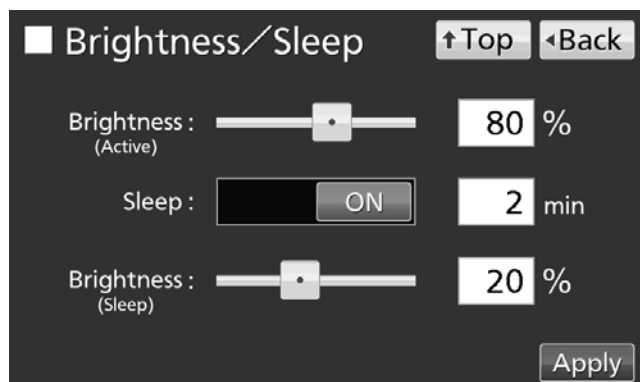 Brightness／Sleep ↑Top ◂Back
Brightness : 80 %
(Active)
Sleep : ON 2 min
Brightness : 20 %
(Sleep)
Apply